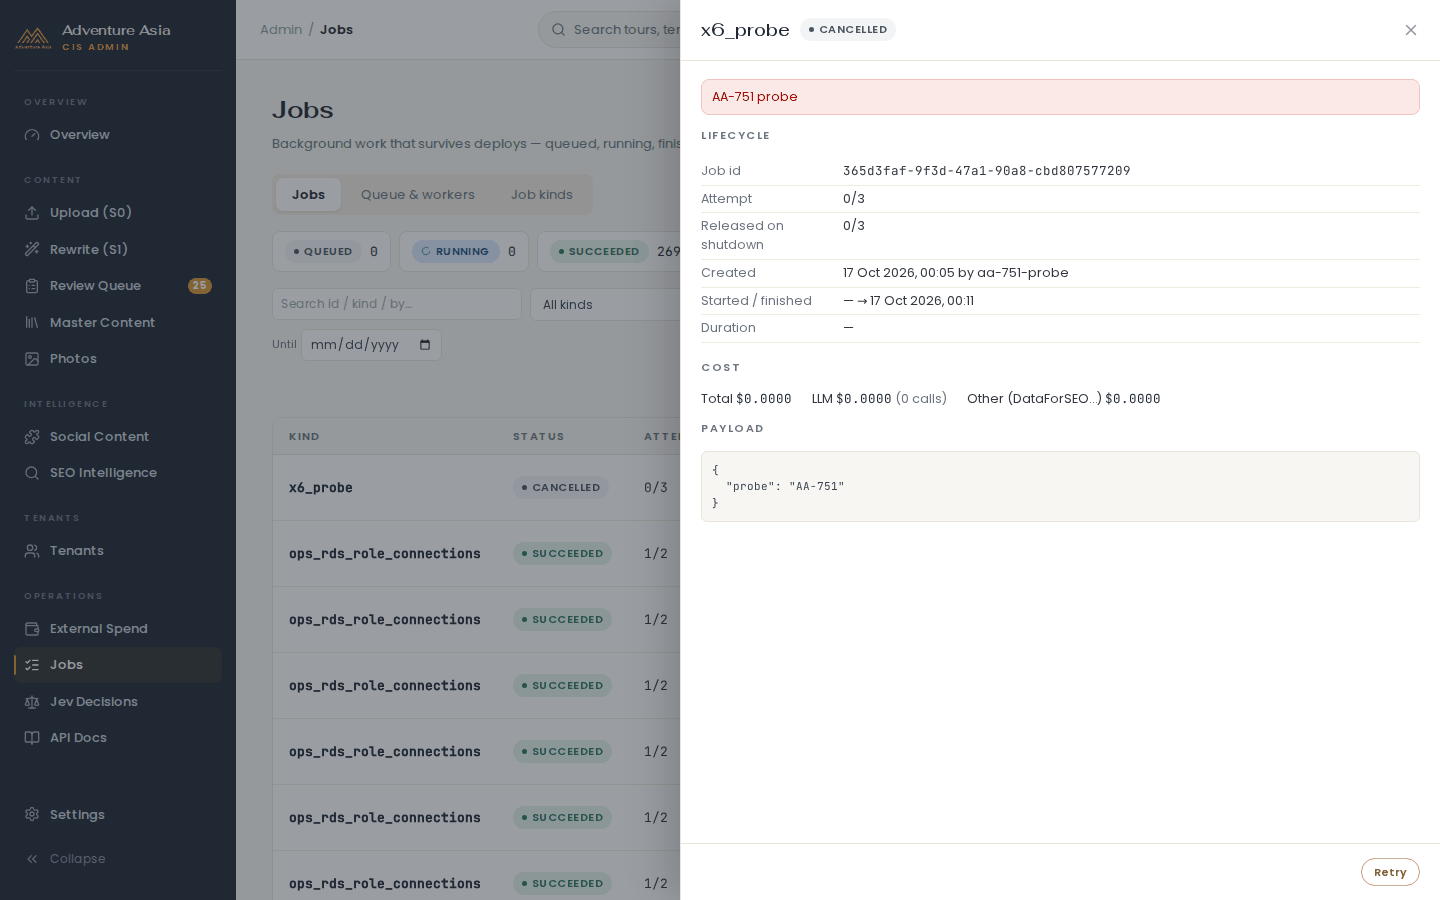 Adventure Asia
CIS ADMIN
OVERVIEW
Overview
CONTENT
Upload (S0)
Rewrite (S1)
Review Queue 25
Master Content
Photos
INTELLIGENCE
Social Content
SEO Intelligence
TENANTS
Tenants
OPERATIONS
External Spend
Jobs
Jev Decisions
API Docs
Settings
Collapse
Admin / Jobs
Search tours, ter
Jobs
Background work that survives deploys — queued, running, finis
Jobs Queue & workers Job kinds
QUEUED 0 RUNNING 0 SUCCEEDED 269
Search id / kind / by... All kinds
Until mm/dd/yyyy
KIND STATUS ATTE
x6_probe CANCELLED 0/3
ops_rds_role_connections SUCCEEDED 1/2
ops_rds_role_connections SUCCEEDED 1/2
ops_rds_role_connections SUCCEEDED 1/2
ops_rds_role_connections SUCCEEDED 1/2
ops_rds_role_connections SUCCEEDED 1/2
ops_rds_role_connections SUCCEEDED 1/2
x6_probe CANCELLED
AA-751 probe
LIFECYCLE
Job id 365d3faf-9f3d-47a1-90a8-cbd807577209
Attempt 0/3
Released on shutdown 0/3
Created 17 Oct 2026, 00:05 by aa-751-probe
Started / finished — → 17 Oct 2026, 00:11
Duration —
COST
Total $0.0000 LLM $0.0000 (0 calls) Other (DataForSEO…) $0.0000
PAYLOAD
{
"probe": "AA-751"
}
Retry